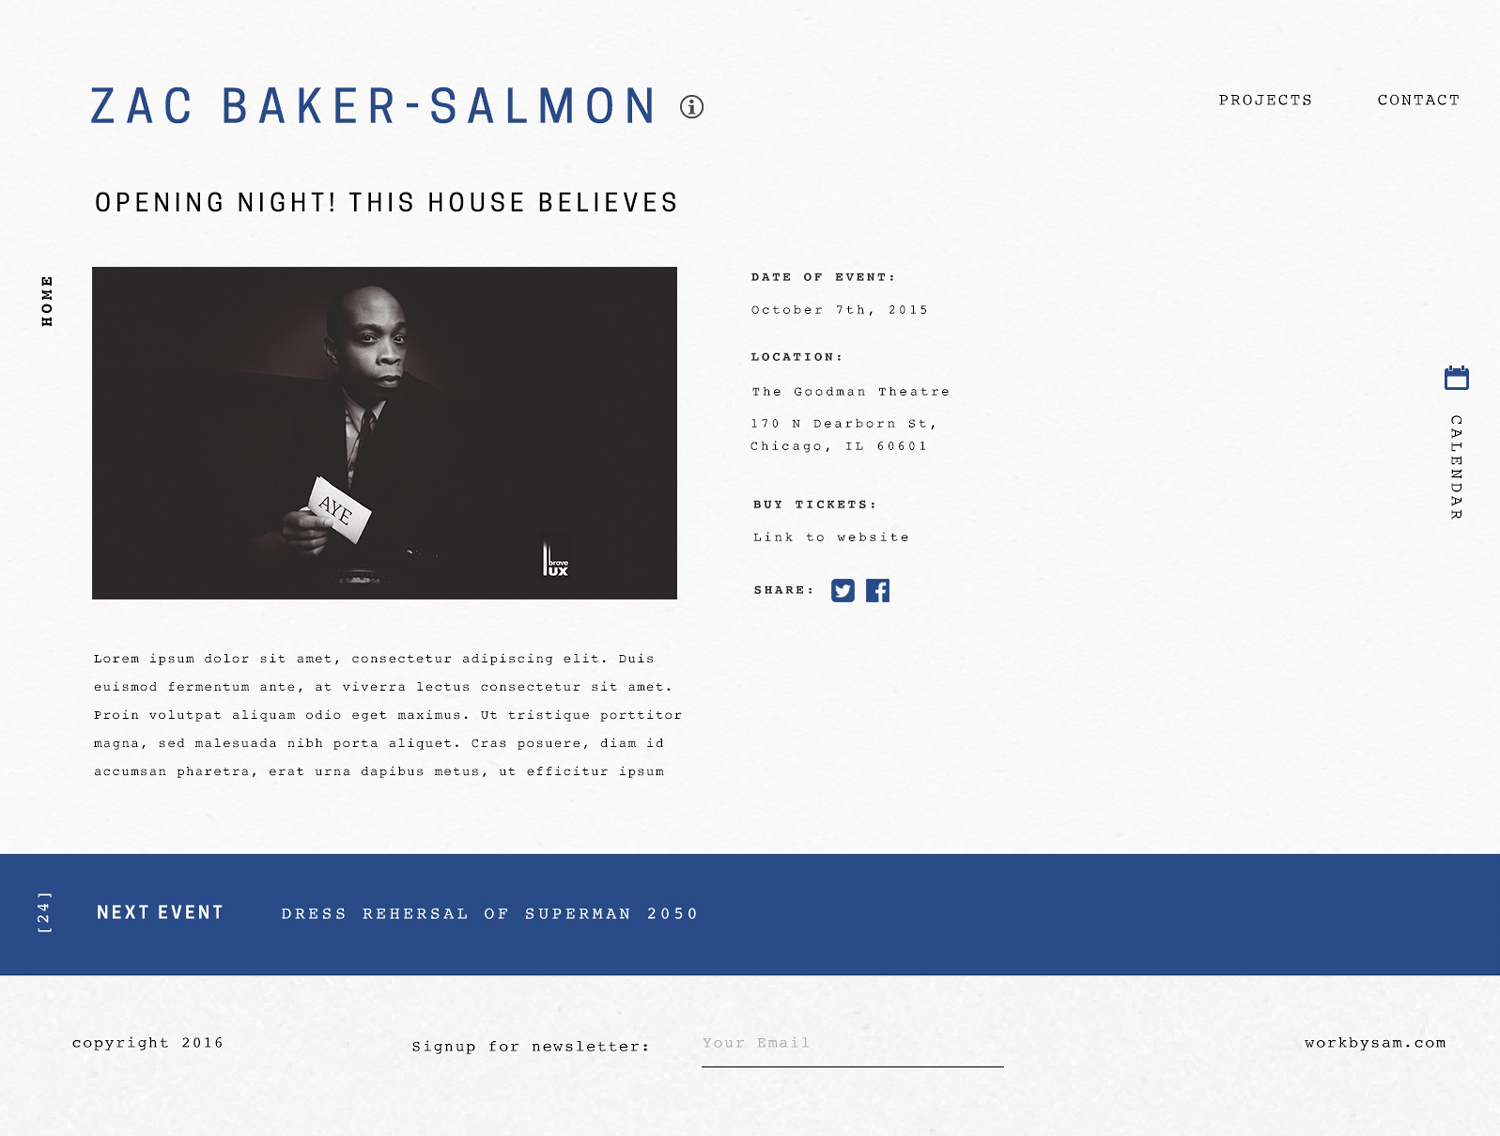 ZAC BAKER-SALMON
PROJECTS
CONTACT
OPENING NIGHT! THIS HOUSE BELIEVES
HOME
AYE
brave
UX
DATE OF EVENT:
October 7th, 2015
LOCATION:
The Goodman Theatre
170 N Dearborn St,
Chicago, IL 60601
BUY TICKETS:
Link to website
SHARE:
CALENDAR
Lorem ipsum dolor sit amet, consectetur adipiscing elit. Duis
euismod fermentum ante, at viverra lectus consectetur sit amet.
Proin volutpat aliquam odio eget maximus. Ut tristique porttitor
magna, sed malesuada nibh porta aliquet. Cras posuere, diam id
accumsan pharetra, erat urna dapibus metus, ut efficitur ipsum
[24]
NEXT EVENT
DRESS REHERSAL OF SUPERMAN 2050
copyright 2016
Signup for newsletter:
Your Email
workbysam.com